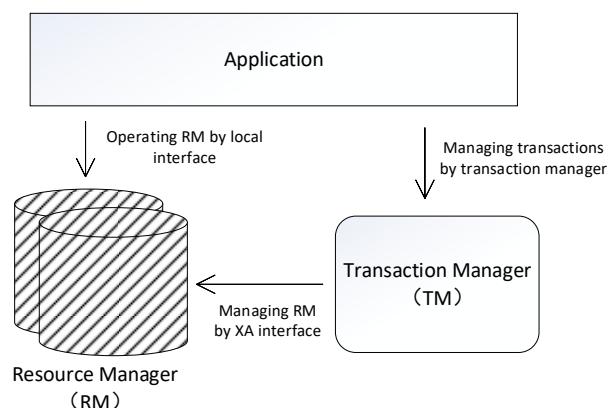 Application
Operating RM by local
interface
Managing transactions
by transaction manager
Transaction Manager
（TM）
Managing RM
by XA interface
Resource Manager
（RM）